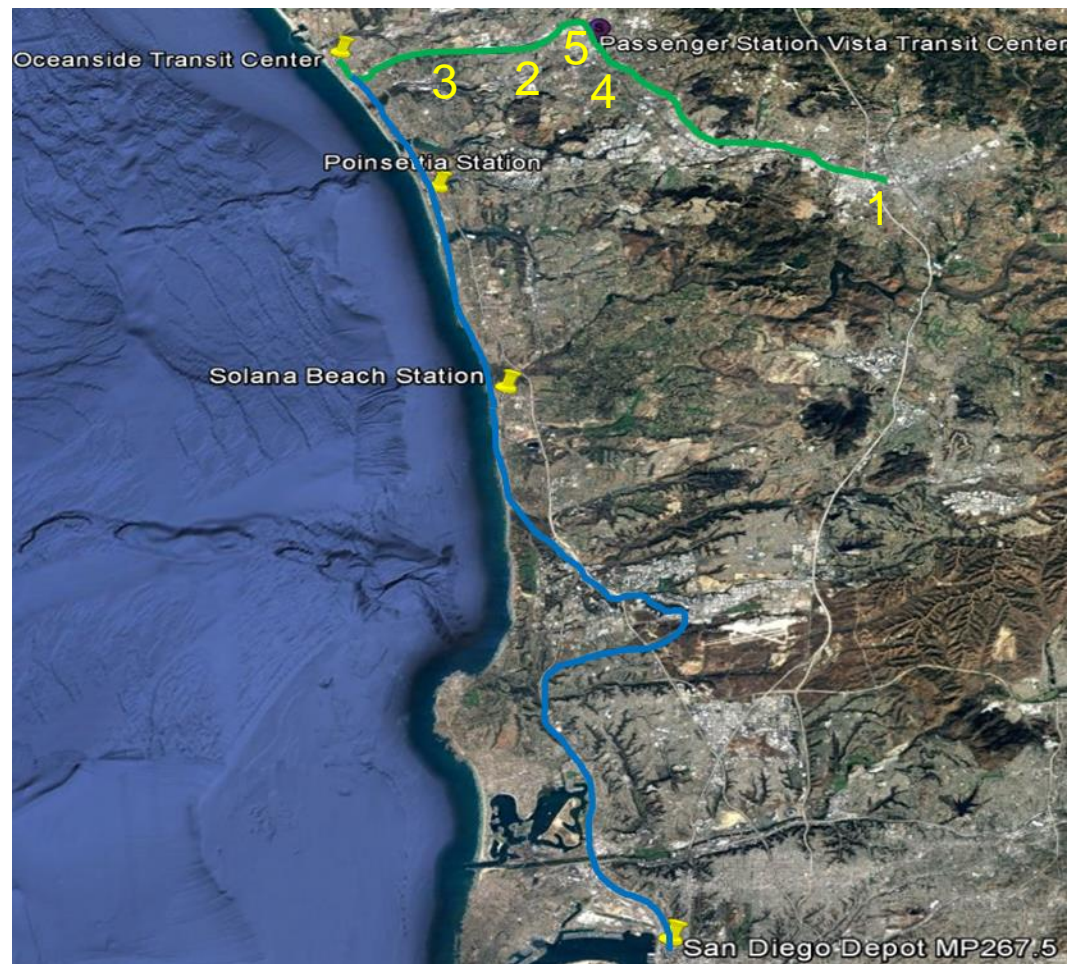 Oceanside Transit Center
S
Passenger Station Vista Transit Center
5
3
2
4
Poinsettia Station
1
Solana Beach Station
San Diego Depot MP267.5